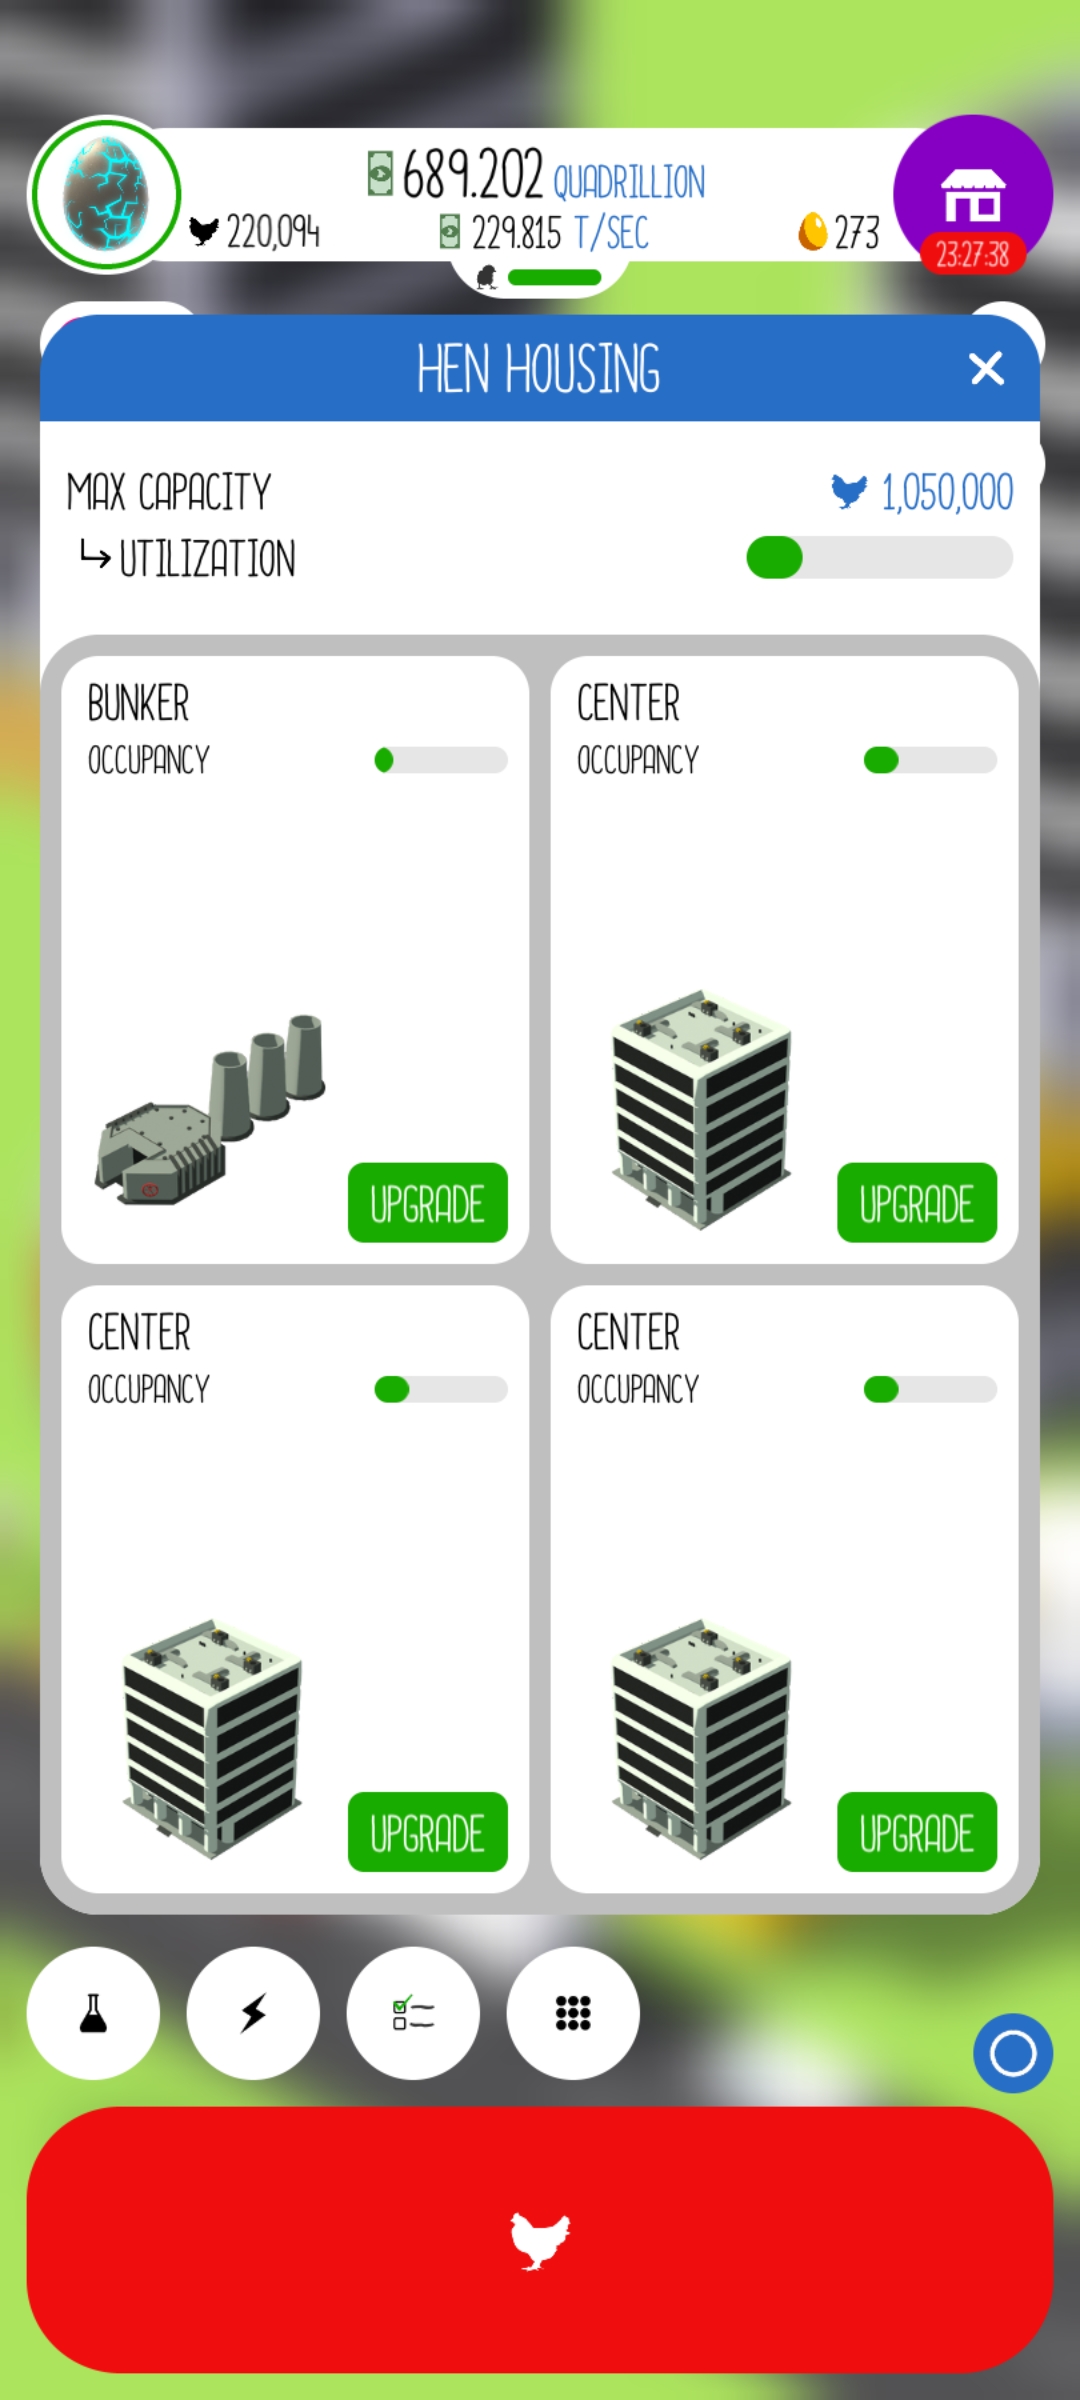 689.202 QUADRILLION
220,094 229.815 T/SEC 273
23:27:38
HEN HOUSING
MAX CAPACITY 1,050,000
UTILIZATION
BUNKER
OCCUPANCY
UPGRADE
CENTER
OCCUPANCY
UPGRADE
CENTER
OCCUPANCY
UPGRADE
CENTER
OCCUPANCY
UPGRADE